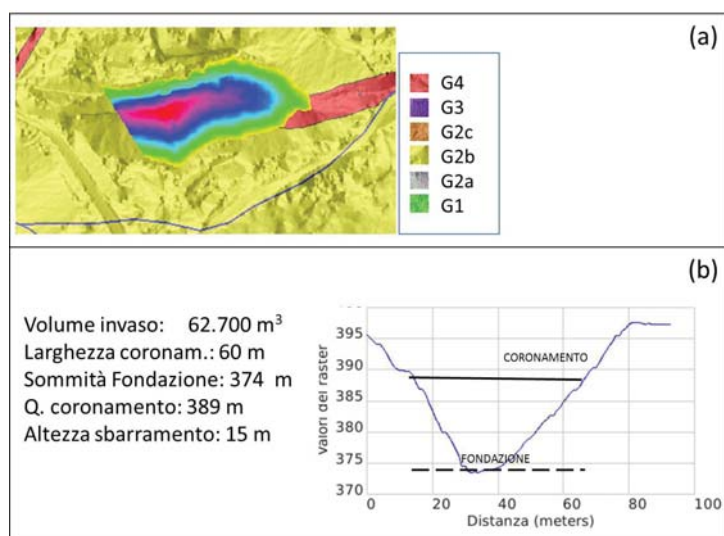 (a)
G4
G3
G2c
G2b
G2a
G1
(b)
Volume invaso: 62.700 m³
Larghezza coronam.: 60 m
Sommità Fondazione: 374 m
Q. coronamento: 389 m
Altezza sbarramento: 15 m
Valori dei raster
395
390
385
380
375
370
CORONAMENTO
FONDAZIONE
0 20 40 60 80 100
Distanza (meters)